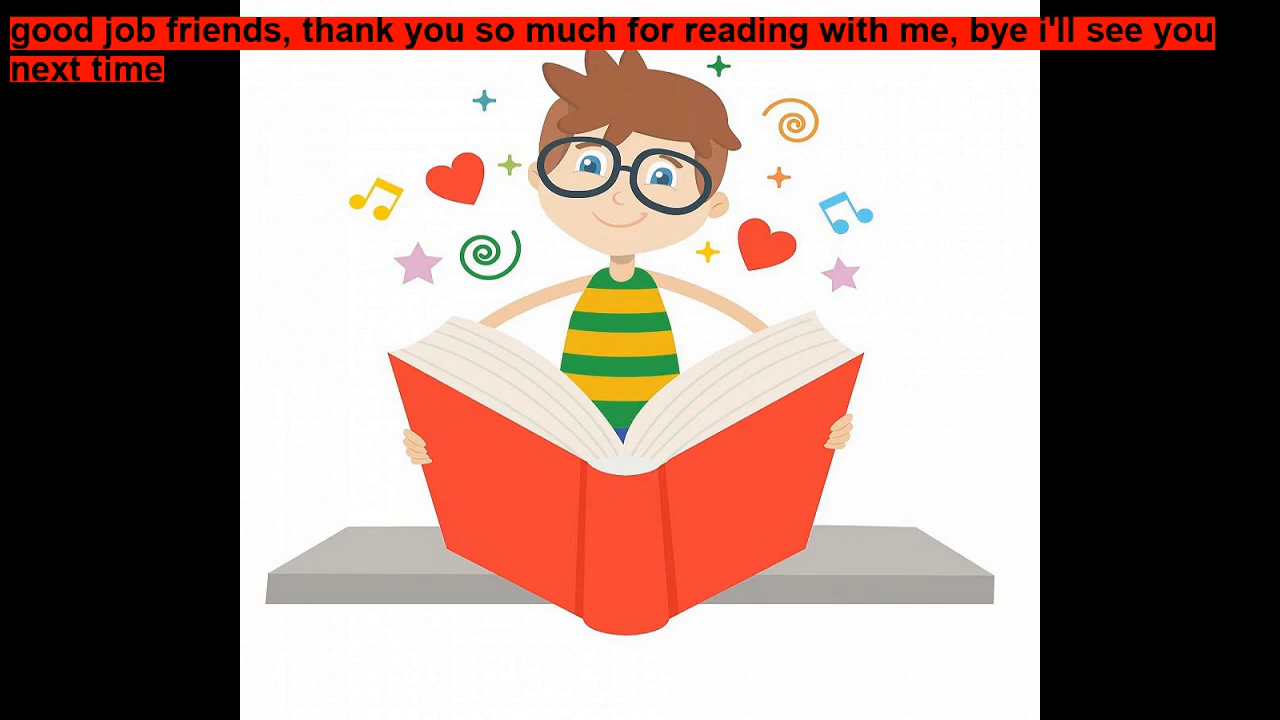 good job friends, thank you so much for reading with me, bye i'll see you
next time